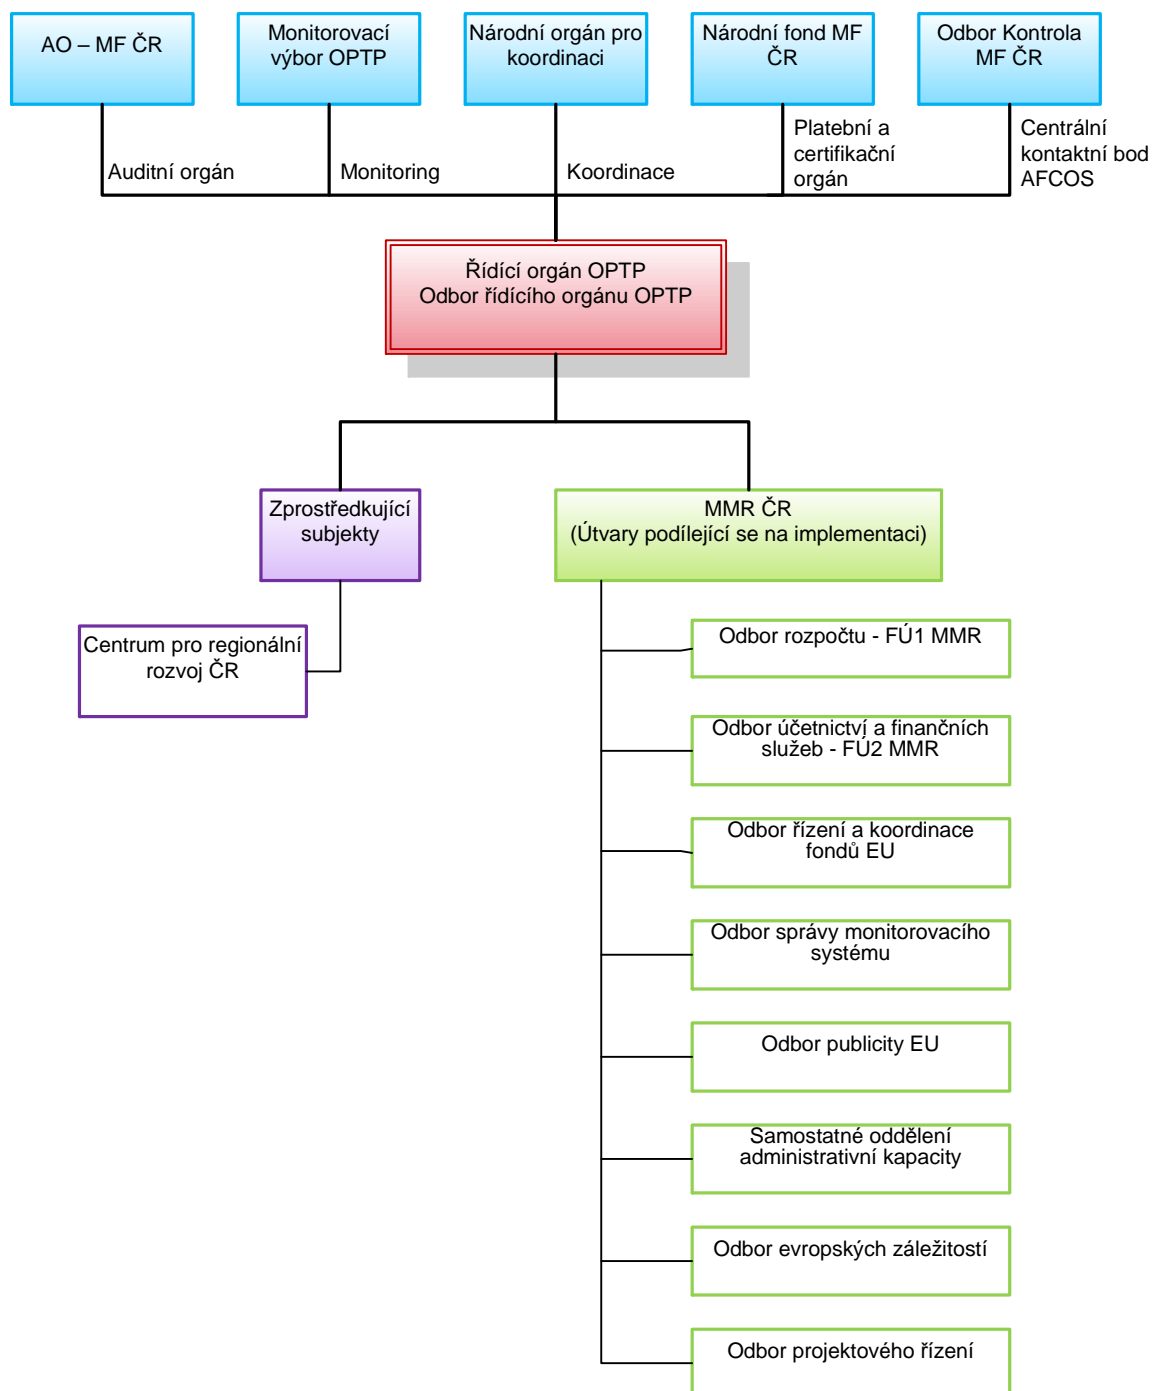 AO – MF ČR
Monitorovací
výbor OPTP
Národní orgán pro
koordinaci
Národní fond MF
ČR
Odbor Kontrola
MF ČR
Auditní orgán
Monitoring
Koordinace
Platební a
certifikační
orgán
Centrální
kontaktní bod
AFCOS
Řídící orgán OPTP
Odbor řídícího orgánu OPTP
Zprostředkující
subjekty
MMR ČR
(Útvary podílející se na implementaci)
Centrum pro regionální
rozvoj ČR
Odbor rozpočtu - FÚ1 MMR
Odbor účetnictví a finančních
služeb - FÚ2 MMR
Odbor řízení a koordinace
fondů EU
Odbor správy monitorovacího
systému
Odbor publicity EU
Samostatné oddělení
administrativní kapacity
Odbor evropských záležitostí
Odbor projektového řízení